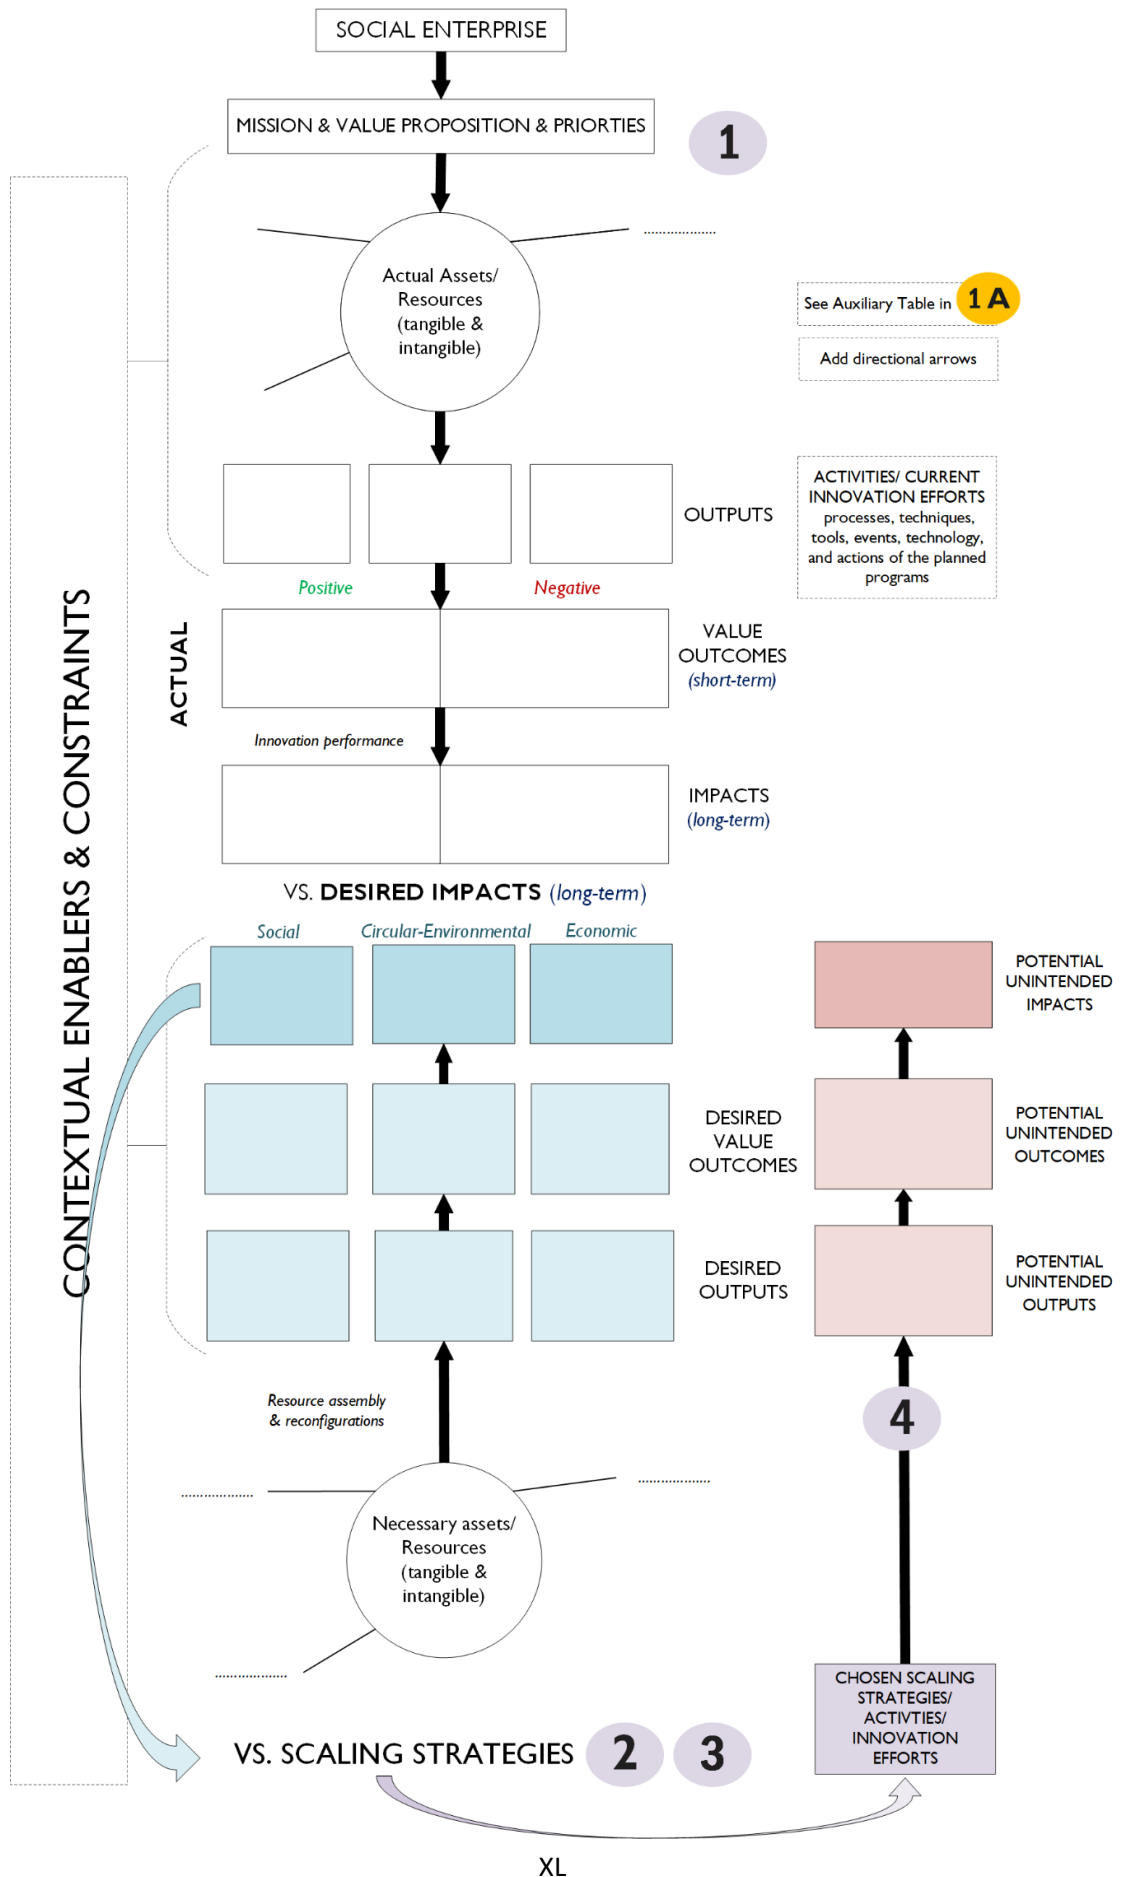 SOCIAL ENTERPRISE
MISSION & VALUE PROPOSITION & PRIORTIES
1
...................
Actual Assets/
Resources
(tangible &
intangible)
See Auxiliary Table in
1 A
Add directional arrows
OUTPUTS
ACTIVITIES/ CURRENT
INNOVATION EFFORTS
processes, techniques,
tools, events, technology,
and actions of the planned
programs
Positive
Negative
ACTUAL
VALUE
OUTCOMES
(short-term)
Innovation performance
IMPACTS
(long-term)
CONTEXTUAL ENABLERS & CONSTRAINTS
VS. DESIRED IMPACTS (long-term)
Social
Circular-Environmental
Economic
POTENTIAL
UNINTENDED
IMPACTS
DESIRED
VALUE
OUTCOMES
POTENTIAL
UNINTENDED
OUTCOMES
DESIRED
OUTPUTS
POTENTIAL
UNINTENDED
OUTPUTS
Resource assembly
& reconfigurations
4
...................
...................
Necessary assets/
Resources
(tangible &
intangible)
...................
CHOSEN SCALING
STRATEGIES/
ACTIVTIES/
INNOVATION
EFFORTS
VS. SCALING STRATEGIES
2
3
XL